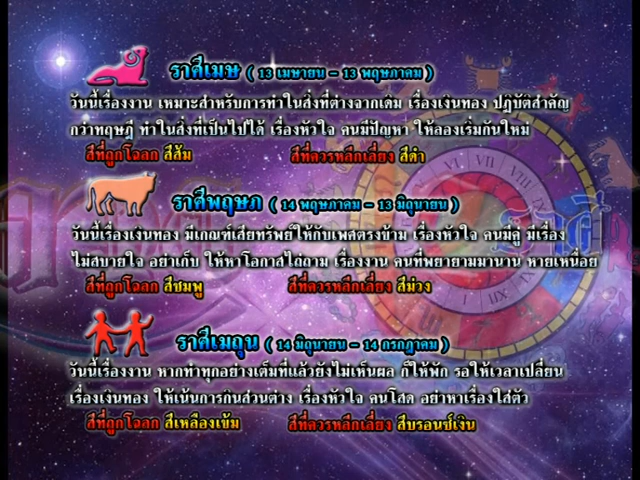 ราศีเมษ ( 13 เมษายน - 13 พฤษภาคม )
วันนี้เรื่องงาน เหมาะสำหรับการทำในสิ่งที่ต่างจากเดิม เรื่องเงินทอง ปฏิบัติสำคัญ
กว่าทฤษฎี ทำในสิ่งที่เป็นไปได้ เรื่องหัวใจ คนมีปัญหา ให้ลองเริ่มกันใหม่
สีที่ถูกโฉลก สีส้ม สีที่ควรหลีกเลี่ยง สีดำ
ราศีพฤษภ ( 14 พฤษภาคม - 13 มิถุนายน )
วันนี้เรื่องเงินทอง มีเกณฑ์เสียทรัพย์ให้กับเพศตรงข้าม เรื่องหัวใจ คนมีคู่ มีเรื่อง
ไม่สบายใจ อย่าเก็บ ให้หาโอกาสไถ่ถาม เรื่องงาน คนที่พยายามมานาน หายเหนื่อย
สีที่ถูกโฉลก สีชมพู สีที่ควรหลีกเลี่ยง สีม่วง
ราศีเมถุน ( 14 มิถุนายน - 14 กรกฎาคม )
วันนี้เรื่องงาน หากทำทุกอย่างเต็มที่แล้วยังไม่เห็นผล ก็ให้พัก รอให้เวลาเปลี่ยน
เรื่องเงินทอง ให้เน้นการกินส่วนต่าง เรื่องหัวใจ คนโสด อย่าหาเรื่องใส่ตัว
สีที่ถูกโฉลก สีเหลืองเข้ม สีที่ควรหลีกเลี่ยง สีบรอนซ์เงิน